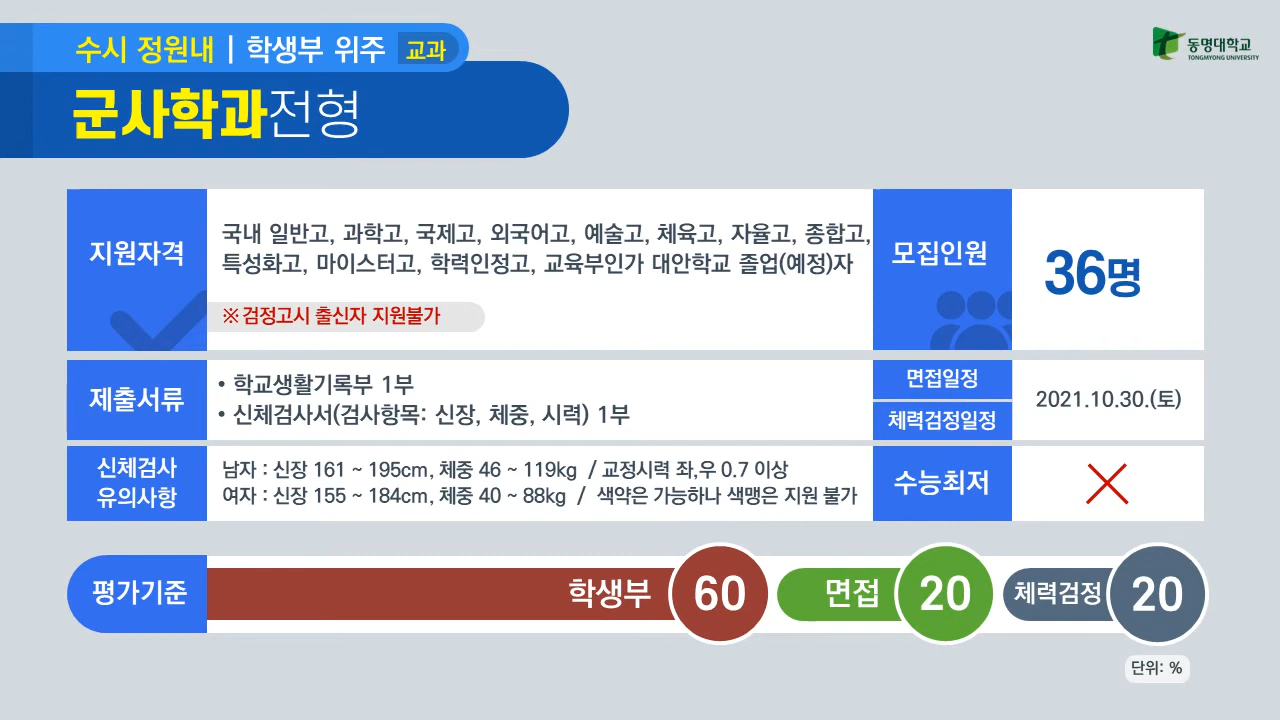 수시 정원내 | 학생부 위주 교과
동명대학교
TONGMYONG UNIVERSITY
군사학과전형
지원자격
국내 일반고, 과학고, 국제고, 외국어고, 예술고, 체육고, 자율고, 종합고,
특성화고, 마이스터고, 학력인정고, 교육부인가 대안학교 졸업(예정)자
※ 검정고시 출신자 지원불가
모집인원
36명
제출서류
• 학교생활기록부 1부
• 신체검사서(검사항목: 신장, 체중, 시력) 1부
면접일정
체력검정일정
2021.10.30.(토)
신체검사
유의사항
남자 : 신장 161 ~ 195cm, 체중 46 ~ 119kg / 교정시력 좌,우 0.7 이상
여자 : 신장 155 ~ 184cm, 체중 40 ~ 88kg / 색약은 가능하나 색맹은 지원 불가
수능최저
평가기준
학생부 60
면접 20
체력검정 20
단위: %